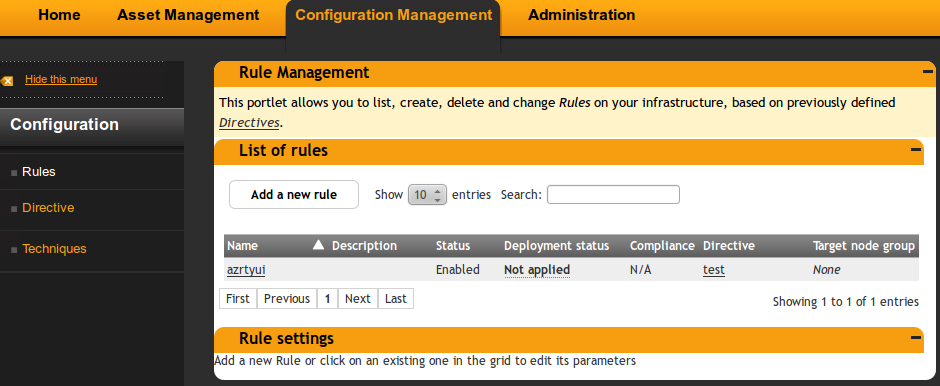 Home Asset Management Configuration Management Administration
Hide this menu
Configuration
Rules
Directive
Techniques
Rule Management
This portlet allows you to list, create, delete and change Rules on your infrastructure, based on previously defined
Directives.
List of rules
Add a new rule Show 10 entries Search:
Name Description Status Deployment status Compliance Directive Target node group
azrtyui Enabled Not applied N/A test None
First Previous 1 Next Last
Showing 1 to 1 of 1 entries
Rule settings
Add a new Rule or click on an existing one in the grid to edit its parameters